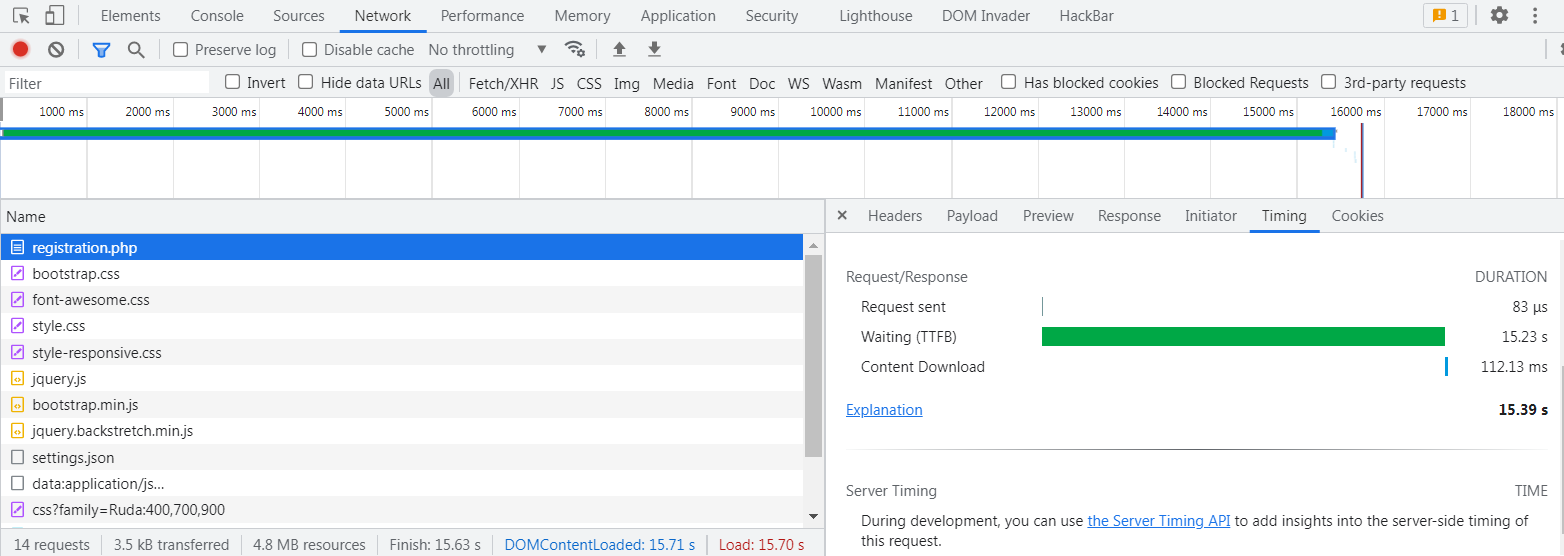 Elements Console Sources Network Performance Memory Application Security Lighthouse DOM Invader HackBar 1
Preserve log Disable cache No throttling
Filter Invert Hide data URLs All Fetch/XHR JS CSS Img Media Font Doc WS Wasm Manifest Other Has blocked cookies Blocked Requests 3rd-party requests
1000 ms 2000 ms 3000 ms 4000 ms 5000 ms 6000 ms 7000 ms 8000 ms 9000 ms 10000 ms 11000 ms 12000 ms 13000 ms 14000 ms 15000 ms 16000 ms 17000 ms 18000 ms
Name
registration.php
bootstrap.css
font-awesome.css
style.css
style-responsive.css
jquery.js
bootstrap.min.js
jquery.backstretch.min.js
settings.json
data:application/js...
css?family=Ruda:400,700,900
14 requests 3.5 kB transferred 4.8 MB resources Finish: 15.63 s DOMContentLoaded: 15.71 s Load: 15.70 s
× Headers Payload Preview Response Initiator Timing Cookies
Request/Response DURATION
Request sent 83 μs
Waiting (TTFB) 15.23 s
Content Download 112.13 ms
Explanation 15.39 s
Server Timing TIME
During development, you can use the Server Timing API to add insights into the server-side timing of
this request.